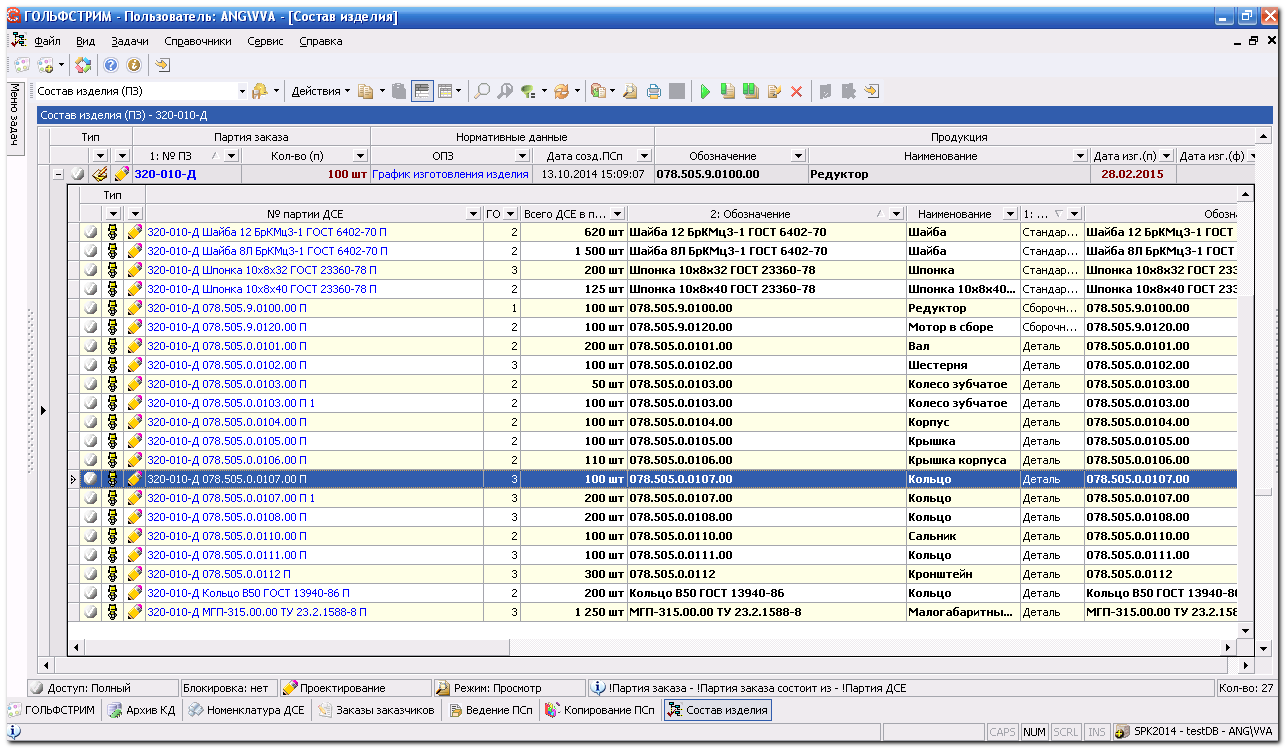 ГОЛЬФСТРИМ - Пользователь: ANG\VVA - [Состав изделия]
Файл Вид Задачи Справочники Сервис Справка
Меню задач
Состав изделия (ПЗ) Действия
Состав изделия (ПЗ) - 320-010-Д
Тип Партия заказа Нормативные данные Продукция
1: № ПЗ Кол-во (п) ОПЗ Дата созд.ПСп Обозначение Наименование Дата изг.(п) Дата изг.(ф)
320-010-Д 100 шт График изготовления изделия 13.10.2014 15:09:07 078.505.9.0100.00 Редуктор 28.02.2015
Тип
№ партии ДСЕ ГО Всего ДСЕ в п... 2: Обозначение Наименование 1: ... Обозн
320-010-Д Шайба 12 БрКМц3-1 ГОСТ 6402-70 П 2 620 шт Шайба 12 БрКМц3-1 ГОСТ 6402-70 Шайба Стандар... Шайба 12 БрКМц3-1 ГОСТ
320-010-Д Шайба 8Л БрКМц3-1 ГОСТ 6402-70 П 2 1 500 шт Шайба 8Л БрКМц3-1 ГОСТ 6402-70 Шайба Стандар... Шайба 8Л БрКМц3-1 ГОСТ
320-010-Д Шпонка 10х8х32 ГОСТ 23360-78 П 3 200 шт Шпонка 10х8х32 ГОСТ 23360-78 Шпонка Стандар... Шпонка 10х8х32 ГОСТ 233
320-010-Д Шпонка 10х8х40 ГОСТ 23360-78 П 2 125 шт Шпонка 10х8х40 ГОСТ 23360-78 Шпонка 10х8х40... Стандар... Шпонка 10х8х40 ГОСТ 233
320-010-Д 078.505.9.0100.00 П 1 100 шт 078.505.9.0100.00 Редуктор Сборочн... 078.505.9.0100.00
320-010-Д 078.505.9.0120.00 П 2 100 шт 078.505.9.0120.00 Мотор в сборе Сборочн... 078.505.9.0120.00
320-010-Д 078.505.0.0101.00 П 2 200 шт 078.505.0.0101.00 Вал Деталь 078.505.0.0101.00
320-010-Д 078.505.0.0102.00 П 3 100 шт 078.505.0.0102.00 Шестерня Деталь 078.505.0.0102.00
320-010-Д 078.505.0.0103.00 П 2 50 шт 078.505.0.0103.00 Колесо зубчатое Деталь 078.505.0.0103.00
320-010-Д 078.505.0.0103.00 П 1 2 100 шт 078.505.0.0103.00 Колесо зубчатое Деталь 078.505.0.0103.00
320-010-Д 078.505.0.0104.00 П 2 100 шт 078.505.0.0104.00 Корпус Деталь 078.505.0.0104.00
320-010-Д 078.505.0.0105.00 П 2 100 шт 078.505.0.0105.00 Крышка Деталь 078.505.0.0105.00
320-010-Д 078.505.0.0106.00 П 2 110 шт 078.505.0.0106.00 Крышка корпуса Деталь 078.505.0.0106.00
320-010-Д 078.505.0.0107.00 П 3 100 шт 078.505.0.0107.00 Кольцо Деталь 078.505.0.0107.00
320-010-Д 078.505.0.0107.00 П 1 3 200 шт 078.505.0.0107.00 Кольцо Деталь 078.505.0.0107.00
320-010-Д 078.505.0.0108.00 П 3 200 шт 078.505.0.0108.00 Кольцо Деталь 078.505.0.0108.00
320-010-Д 078.505.0.0110.00 П 2 100 шт 078.505.0.0110.00 Сальник Деталь 078.505.0.0110.00
320-010-Д 078.505.0.0111.00 П 3 100 шт 078.505.0.0111.00 Кольцо Деталь 078.505.0.0111.00
320-010-Д 078.505.0.0112 П 3 300 шт 078.505.0.0112 Кронштейн Деталь 078.505.0.0112
320-010-Д Кольцо В50 ГОСТ 13940-86 П 2 200 шт Кольцо В50 ГОСТ 13940-86 Кольцо Деталь Кольцо В50 ГОСТ 13940-86
320-010-Д МГП-315.00.00 ТУ 23.2.1588-8 П 3 1 250 шт МГП-315.00.00 ТУ 23.2.1588-8 Малогабаритны... Деталь МГП-315.00.00 ТУ 23.2.158
Доступ: Полный Блокировка: нет Проектирование Режим: Просмотр !Партия заказа - !Партия заказа состоит из - !Партия ДСЕ Кол-во: 27
ГОЛЬФСТРИМ Архив КД Номенклатура ДСЕ Заказы заказчиков Ведение ПСп Копирование ПСп Состав изделия
CAPS NUM SCRL INS SPK2014 - testDB - ANG\VVA